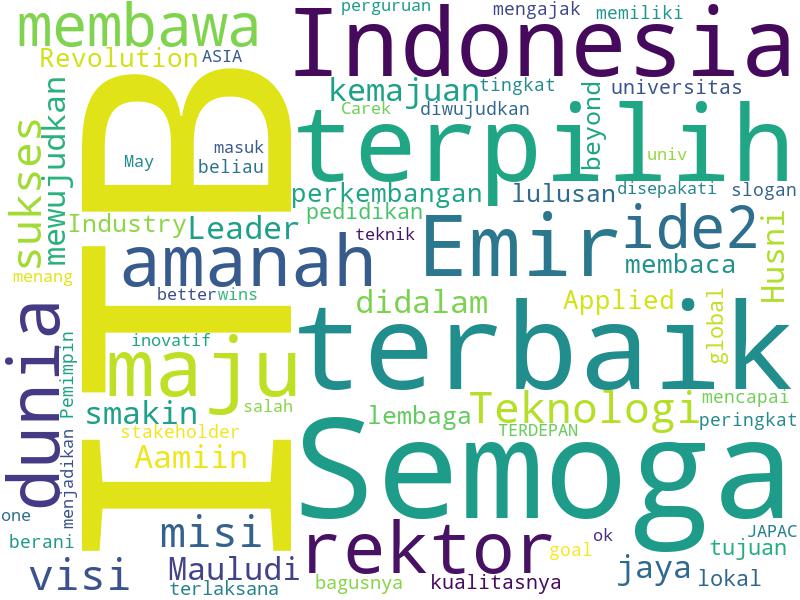 perguruan
mengajak
memiliki
membawa
Indonesia
Revolution
ASIA
kemajuan
tingkat
universitas
Carek
diwujudkan
beyond
terpilih
sukses
mewujudkan
ITB
masuk
May
beliau
univ
perkembangan
lulusan
disepakati
slogan
Industry
Leader
pedidikan
teknik
Emir
ide2
Husni
amanah
membaca
menang
better
wins
didalam
Applied
global
dunia
Pemimpin
inovatif
terbaik
maju
smakin
salah
lembaga
Teknologi
mencapai
peringkat
stakeholder
TERDEPAN
Aamiin
menjadikan
Semoga
one
berani
misi
rektor
ok
JAPAC
goal
tujuan
visi
Mauludi
jaya
lokal
terlaksana
bagusnya
kualitasnya